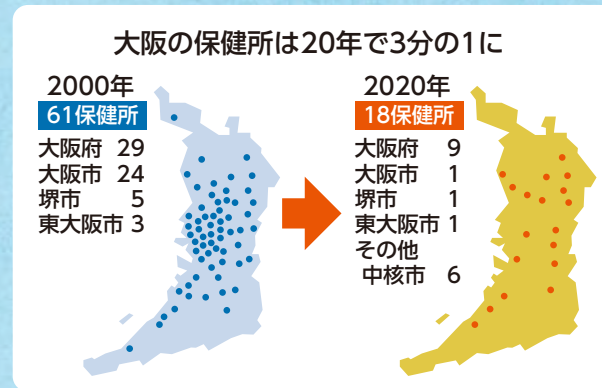 大阪の保健所は20年で3分の1に
2000年
61保健所
大阪府 29
大阪市 24
堺市 5
東大阪市 3
2020年
18保健所
大阪府 9
大阪市 1
堺市 1
東大阪市 1
その他
中核市 6